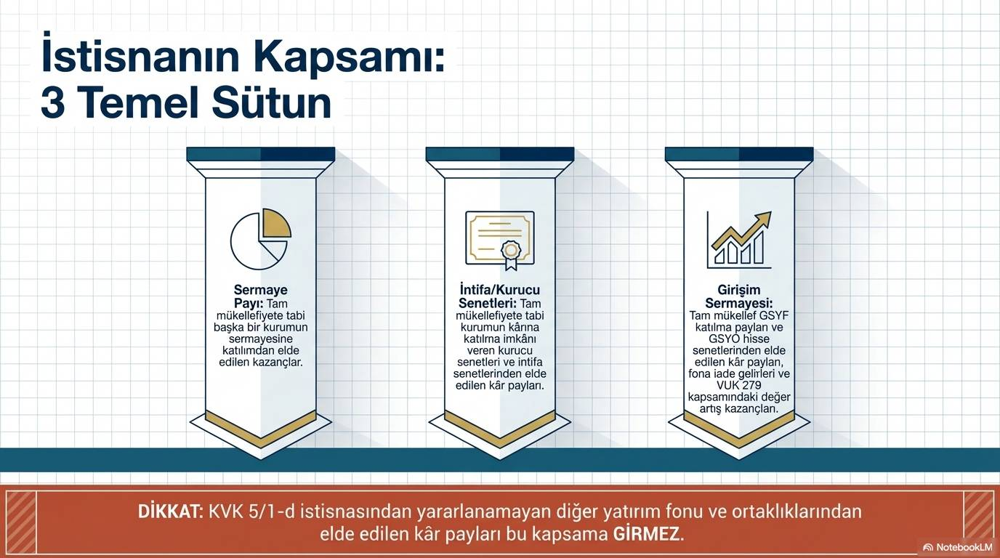 İstisnanın Kapsamı:
3 Temel Sütun
Sermaye
Payı: Tam
mükellefiyete tabi
başka bir kurumun
sermayesine
katılımdan elde
edilen kazançlar.
İntifa/Kurucu
Senetleri: Tam
mükellefiyete tabi
kurumun kârına
katılma imkânı
veren kurucu
senetleri ve intifa
senetlerinden elde
edilen kâr payları.
Girişim
Sermayesi:
Tam mükellef GSYF
katılma payları ve
GSYO hisse
senetlerinden elde
edilen kâr payları,
fona iade gelirleri ve
VUK 279
kapsamındaki değer
artış kazançları.
DİKKAT: KVK 5/1-d istisnasından yararlanamayan diğer yatırım fonu ve ortaklıklarından
elde edilen kâr payları bu kapsama GİRMEZ.
NotebookLM